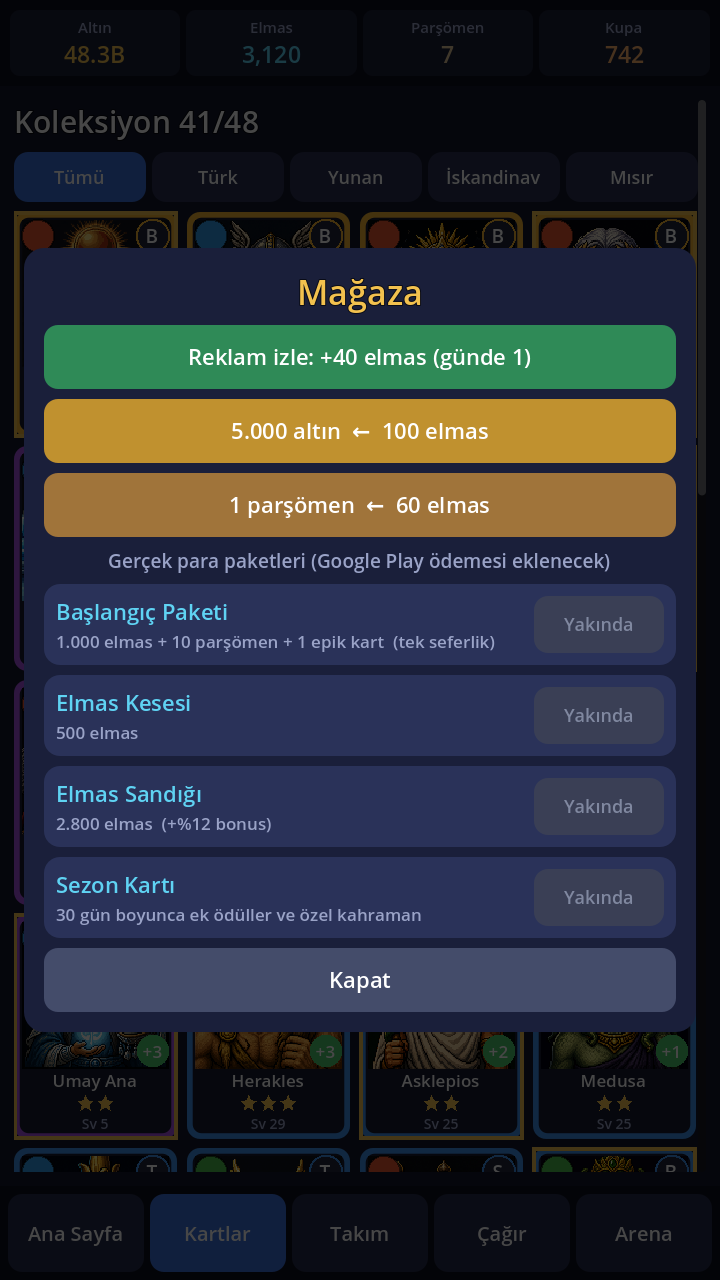 Altın Elmas Parşömen Kupa
48.3B 3,120 7 742
Koleksiyon 41/48
Tümü Türk Yunan İskandinav Mısır
B B B B
Mağaza
Reklam izle: +40 elmas (günde 1)
5.000 altın ← 100 elmas
1 parşömen ← 60 elmas
Gerçek para paketleri (Google Play ödemesi eklenecek)
Başlangıç Paketi
1.000 elmas + 10 parşömen + 1 epik kart (tek seferlik)
Yakında
Elmas Kesesi
500 elmas
Yakında
Elmas Sandığı
2.800 elmas (+%12 bonus)
Yakında
Sezon Kartı
30 gün boyunca ek ödüller ve özel kahraman
Yakında
Kapat
+3 +3 +2 +1
Umay Ana Herakles Asklepios Medusa
Sv 5 Sv 29 Sv 25 Sv 25
T T S B
Ana Sayfa Kartlar Takım Çağır Arena